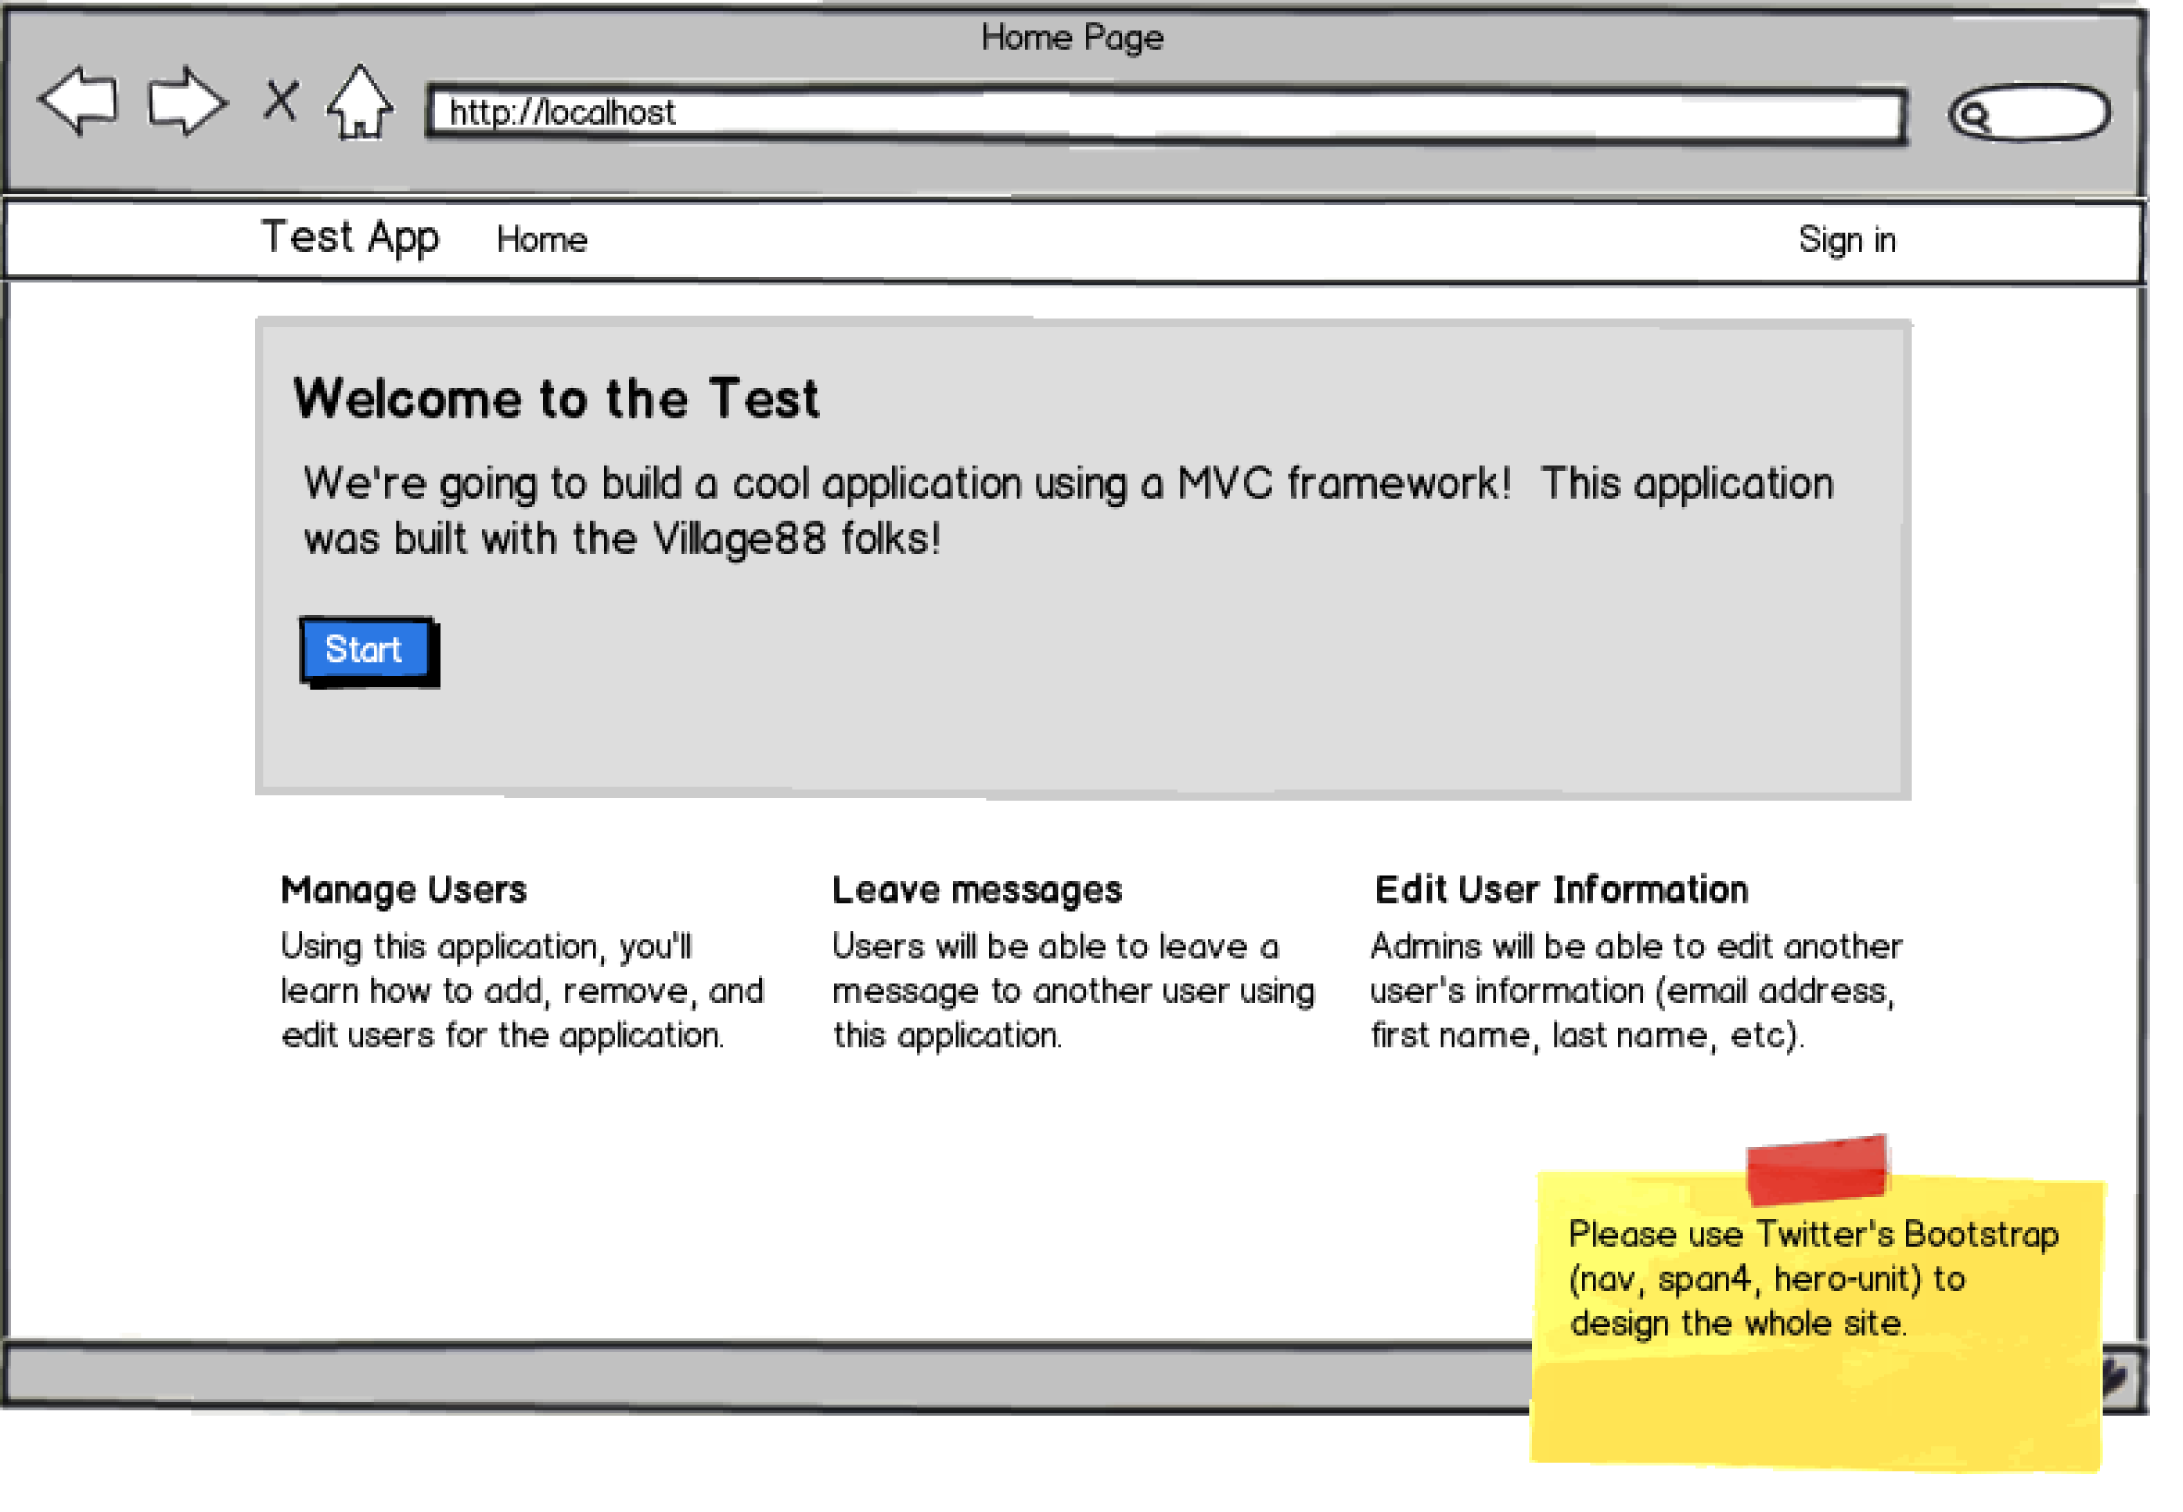 Home Page
http://localhost
Test App Home Sign in
Welcome to the Test
We're going to build a cool application using a MVC framework! This application
was built with the Village88 folks!
Start
Manage Users
Using this application, you'll
learn how to add, remove, and
edit users for the application.
Leave messages
Users will be able to leave a
message to another user using
this application.
Edit User Information
Admins will be able to edit another
user's information (email address,
first name, last name, etc).
Please use Twitter's Bootstrap
(nav, span4, hero-unit) to
design the whole site.